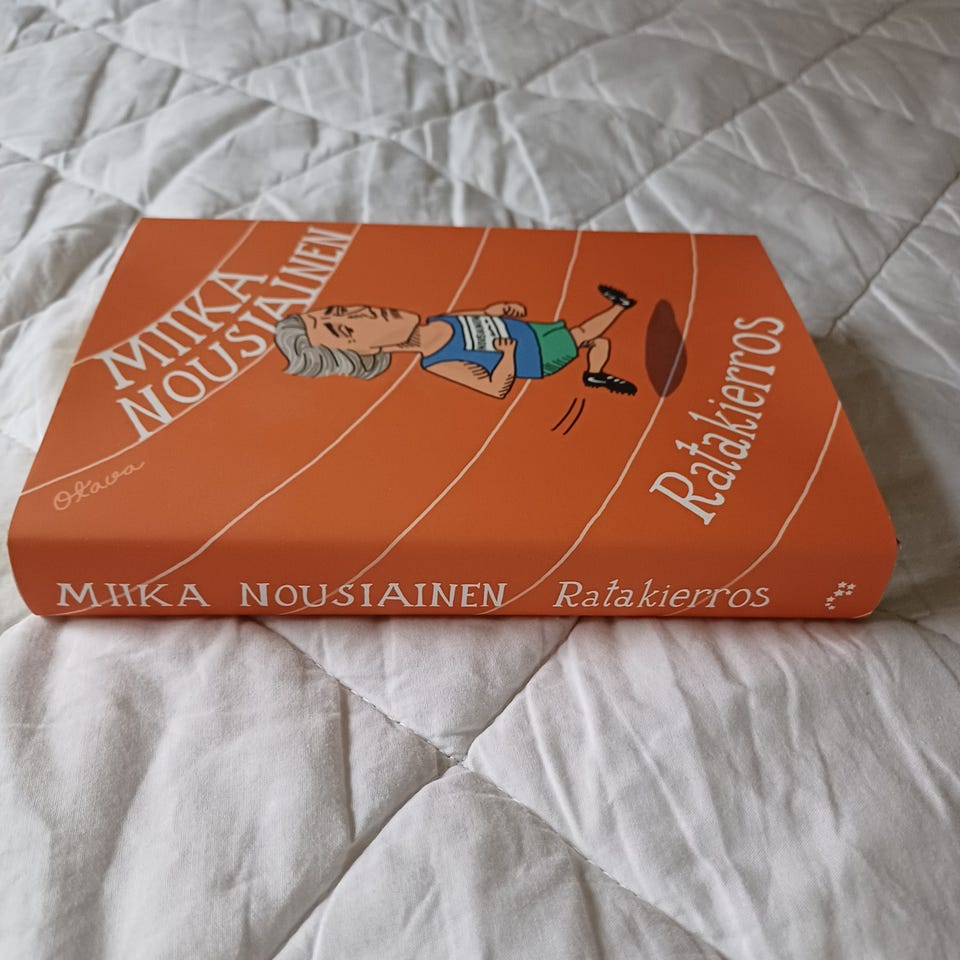 MIIKA
NOUSIAINEN
Ratakierros
Otava
MIIKA NOUSIAINEN Ratakierros